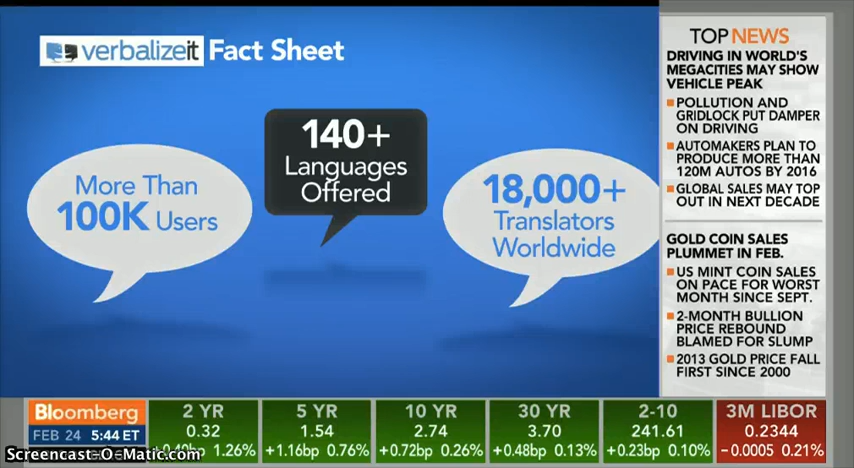 verbalizeit Fact Sheet
More Than
100K Users
140+
Languages
Offered
18,000+
Translators
Worldwide
TOP NEWS
DRIVING IN WORLD'S
MEGACITIES MAY SHOW
VEHICLE PEAK
POLLUTION AND
GRIDLOCK PUT DAMPER
ON DRIVING
AUTOMAKERS PLAN TO
PRODUCE MORE THAN
120M AUTOS BY 2016
GLOBAL SALES MAY TOP
OUT IN NEXT DECADE
GOLD COIN SALES
PLUMMET IN FEB.
US MINT COIN SALES
ON PACE FOR WORST
MONTH SINCE SEPT.
2-MONTH BULLION
PRICE REBOUND
BLAMED FOR SLUMP
2013 GOLD PRICE FALL
FIRST SINCE 2000
Bloomberg
FEB 24 5:44 ET
2 YR
0.32
1.26%
5 YR
1.54
+1.16bp 0.76%
10 YR
2.74
+0.72bp 0.26%
30 YR
3.70
+0.48bp 0.13%
2-10
241.61
+0.23bp 0.10%
3M LIBOR
0.2344
-0.0005 0.21%
Screencast-O-Matic.com